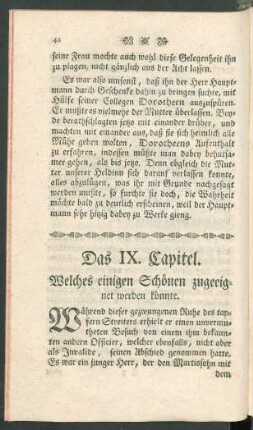 42
seine Frau mochte auch wohl diese Gelegenheit ihn
zu plagen, nicht gänzlich aus der Acht lassen.
Es war also umsonst, daß ihn der Herr Haupt-
mann durch Geschenke dahin zu bringen suchte, mit
Hülfe seiner Collegen Dorotheen auszuspüren.
Er mußte es vielmehr der Mutter überlassen. Bey-
de berathschlagten jetzo mit einander drüber, und
machten mit einander aus, daß sie sich heimlich alle
Mühe geben wolten, Dorotheens Aufenthalt
zu erfahren, indessen müßte man dabey behutsa-
mer gehen, als bis jetzo. Denn obgleich die Mut-
ter unserer Heldinn sich darauf verlassen konnte,
alles abzulügen, was ihr mit Grunde nachgesagt
werden mußte, so furchte sie doch, die Wahrheit
möchte bald zu deutlich erscheinen, weil der Haupt-
mann sehr hitzig dabey zu Werke gieng.
Das IX. Capitel.
Welches einigen Schönen zugeeig-
net werden könnte.
Während dieser gezwungenen Ruhe des tap-
fern Streiters erhielt er einen unvermu-
theten Besuch von einem ihm bekann-
ten andern Officier, welcher ebenfalls, nicht aber
als Invalide, seinen Abschied genommen hatte.
Es war ein junger Herr, der den Martissohn mit
dem